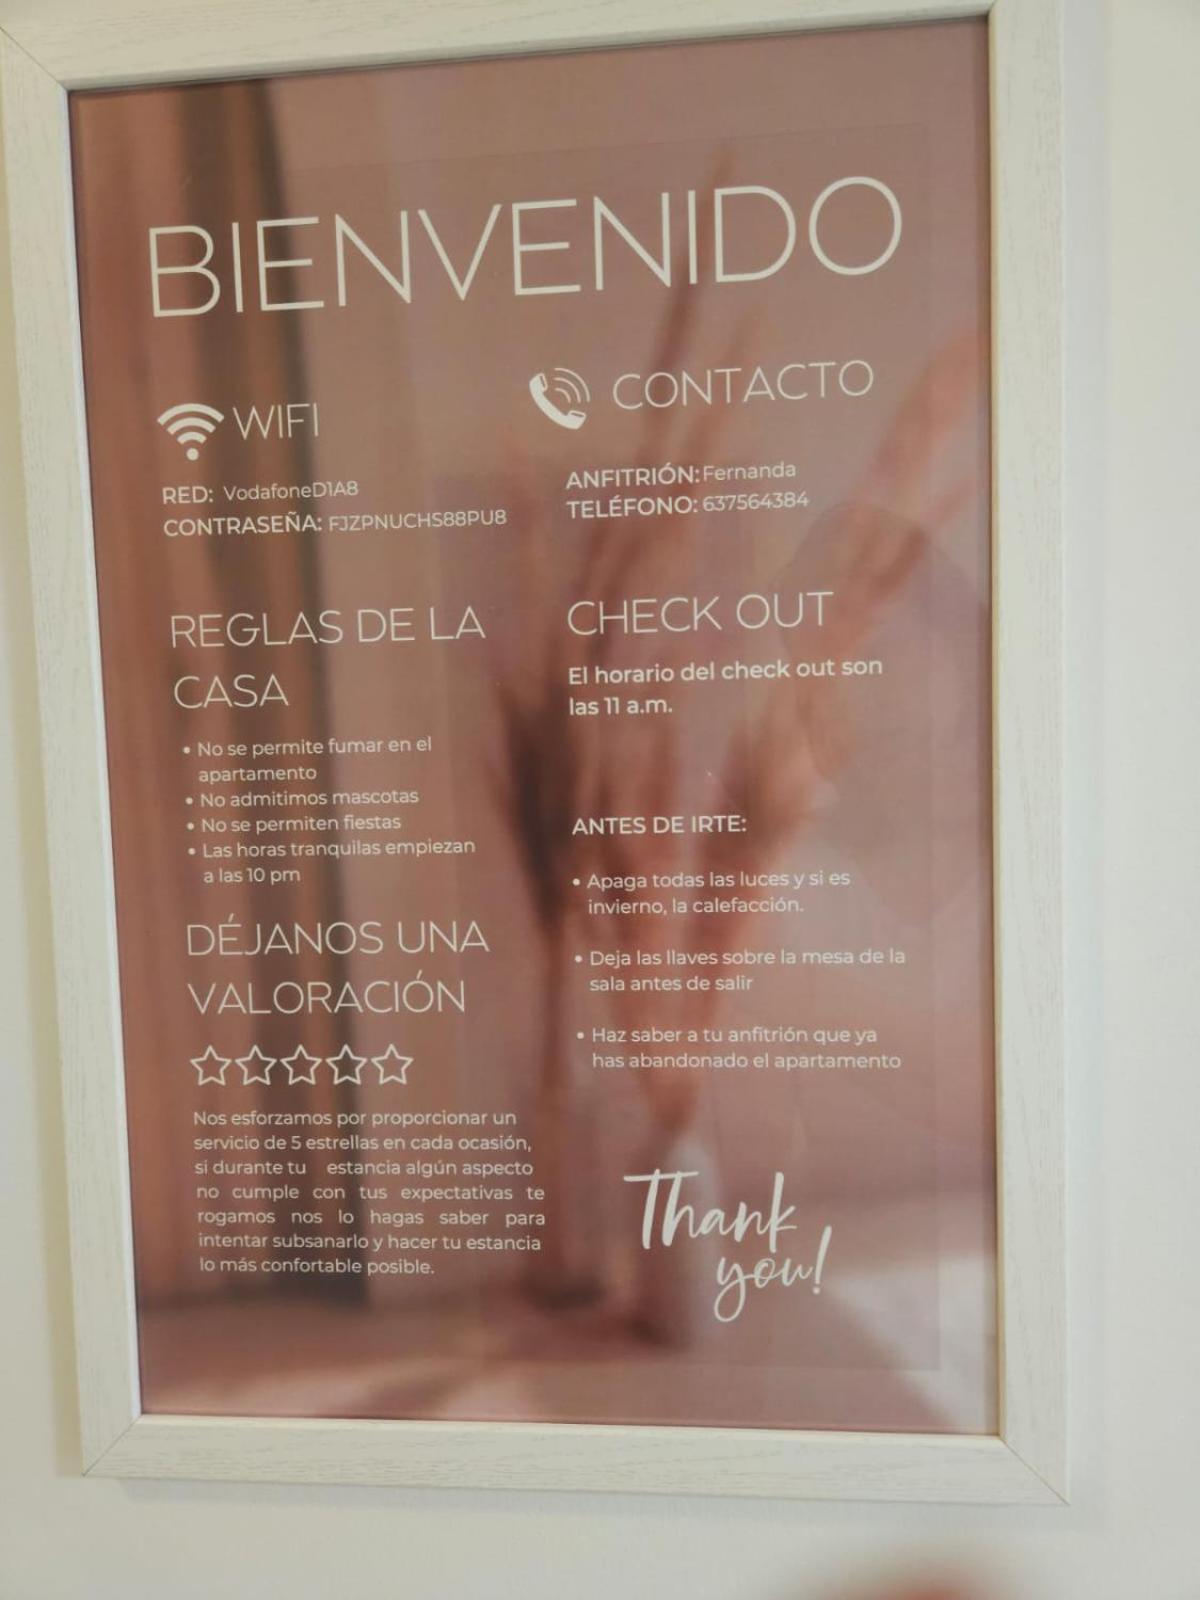 BIENVENIDO
WIFI
RED: VodafoneD1A8
CONTRASEÑA: FJZPNUCHS88PU8
CONTACTO
ANFITRIÓN: Fernanda
TELÉFONO: 637564384
REGLAS DE LA
CASA
• No se permite fumar en el
apartamento
• No admitimos mascotas
• No se permiten fiestas
• Las horas tranquilas empiezan
a las 10 pm
DÉJANOS UNA
VALORACIÓN
Nos esforzamos por proporcionar un
servicio de 5 estrellas en cada ocasión,
si durante tu estancia algún aspecto
no cumple con tus expectativas te
rogamos nos lo hagas saber para
intentar subsanarlo y hacer tu estancia
lo más confortable posible.
CHECK OUT
El horario del check out son
las 11 a.m.
ANTES DE IRTE:
• Apaga todas las luces y si es
invierno, la calefacción.
• Deja las llaves sobre la mesa de la
sala antes de salir
• Haz saber a tu anfitrión que ya
has abandonado el apartamento
Thank
you!